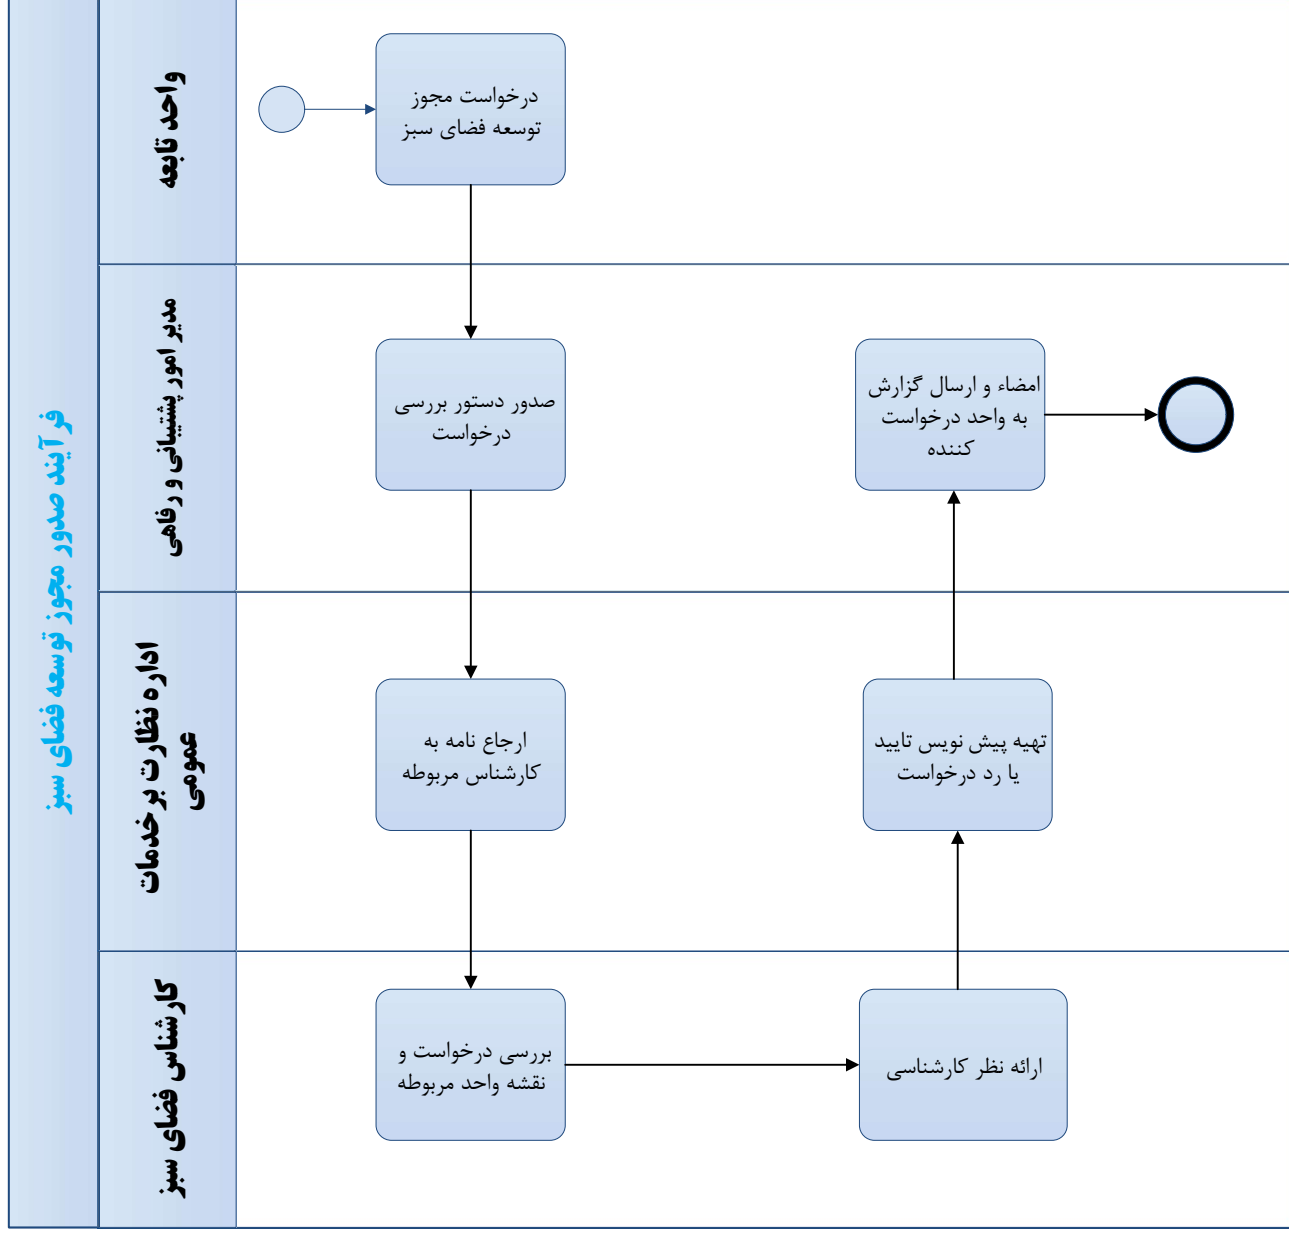 فرآیند صدور مجوز توسعه فضای سبز
واحد تابعه
درخواست مجوز
توسعه فضای سبز
مدیر امور پشتیبانی و رفاهی
صدور دستور بررسی
درخواست
امضاء و ارسال گزارش
به واحد درخواست
کننده
اداره نظارت بر خدمات
عمومی
ارجاع نامه به
کارشناس مربوطه
تهیه پیش نویس تایید
یا رد درخواست
کارشناس فضای سبز
بررسی درخواست و
نقشه واحد مربوطه
ارائه نظر کارشناسی